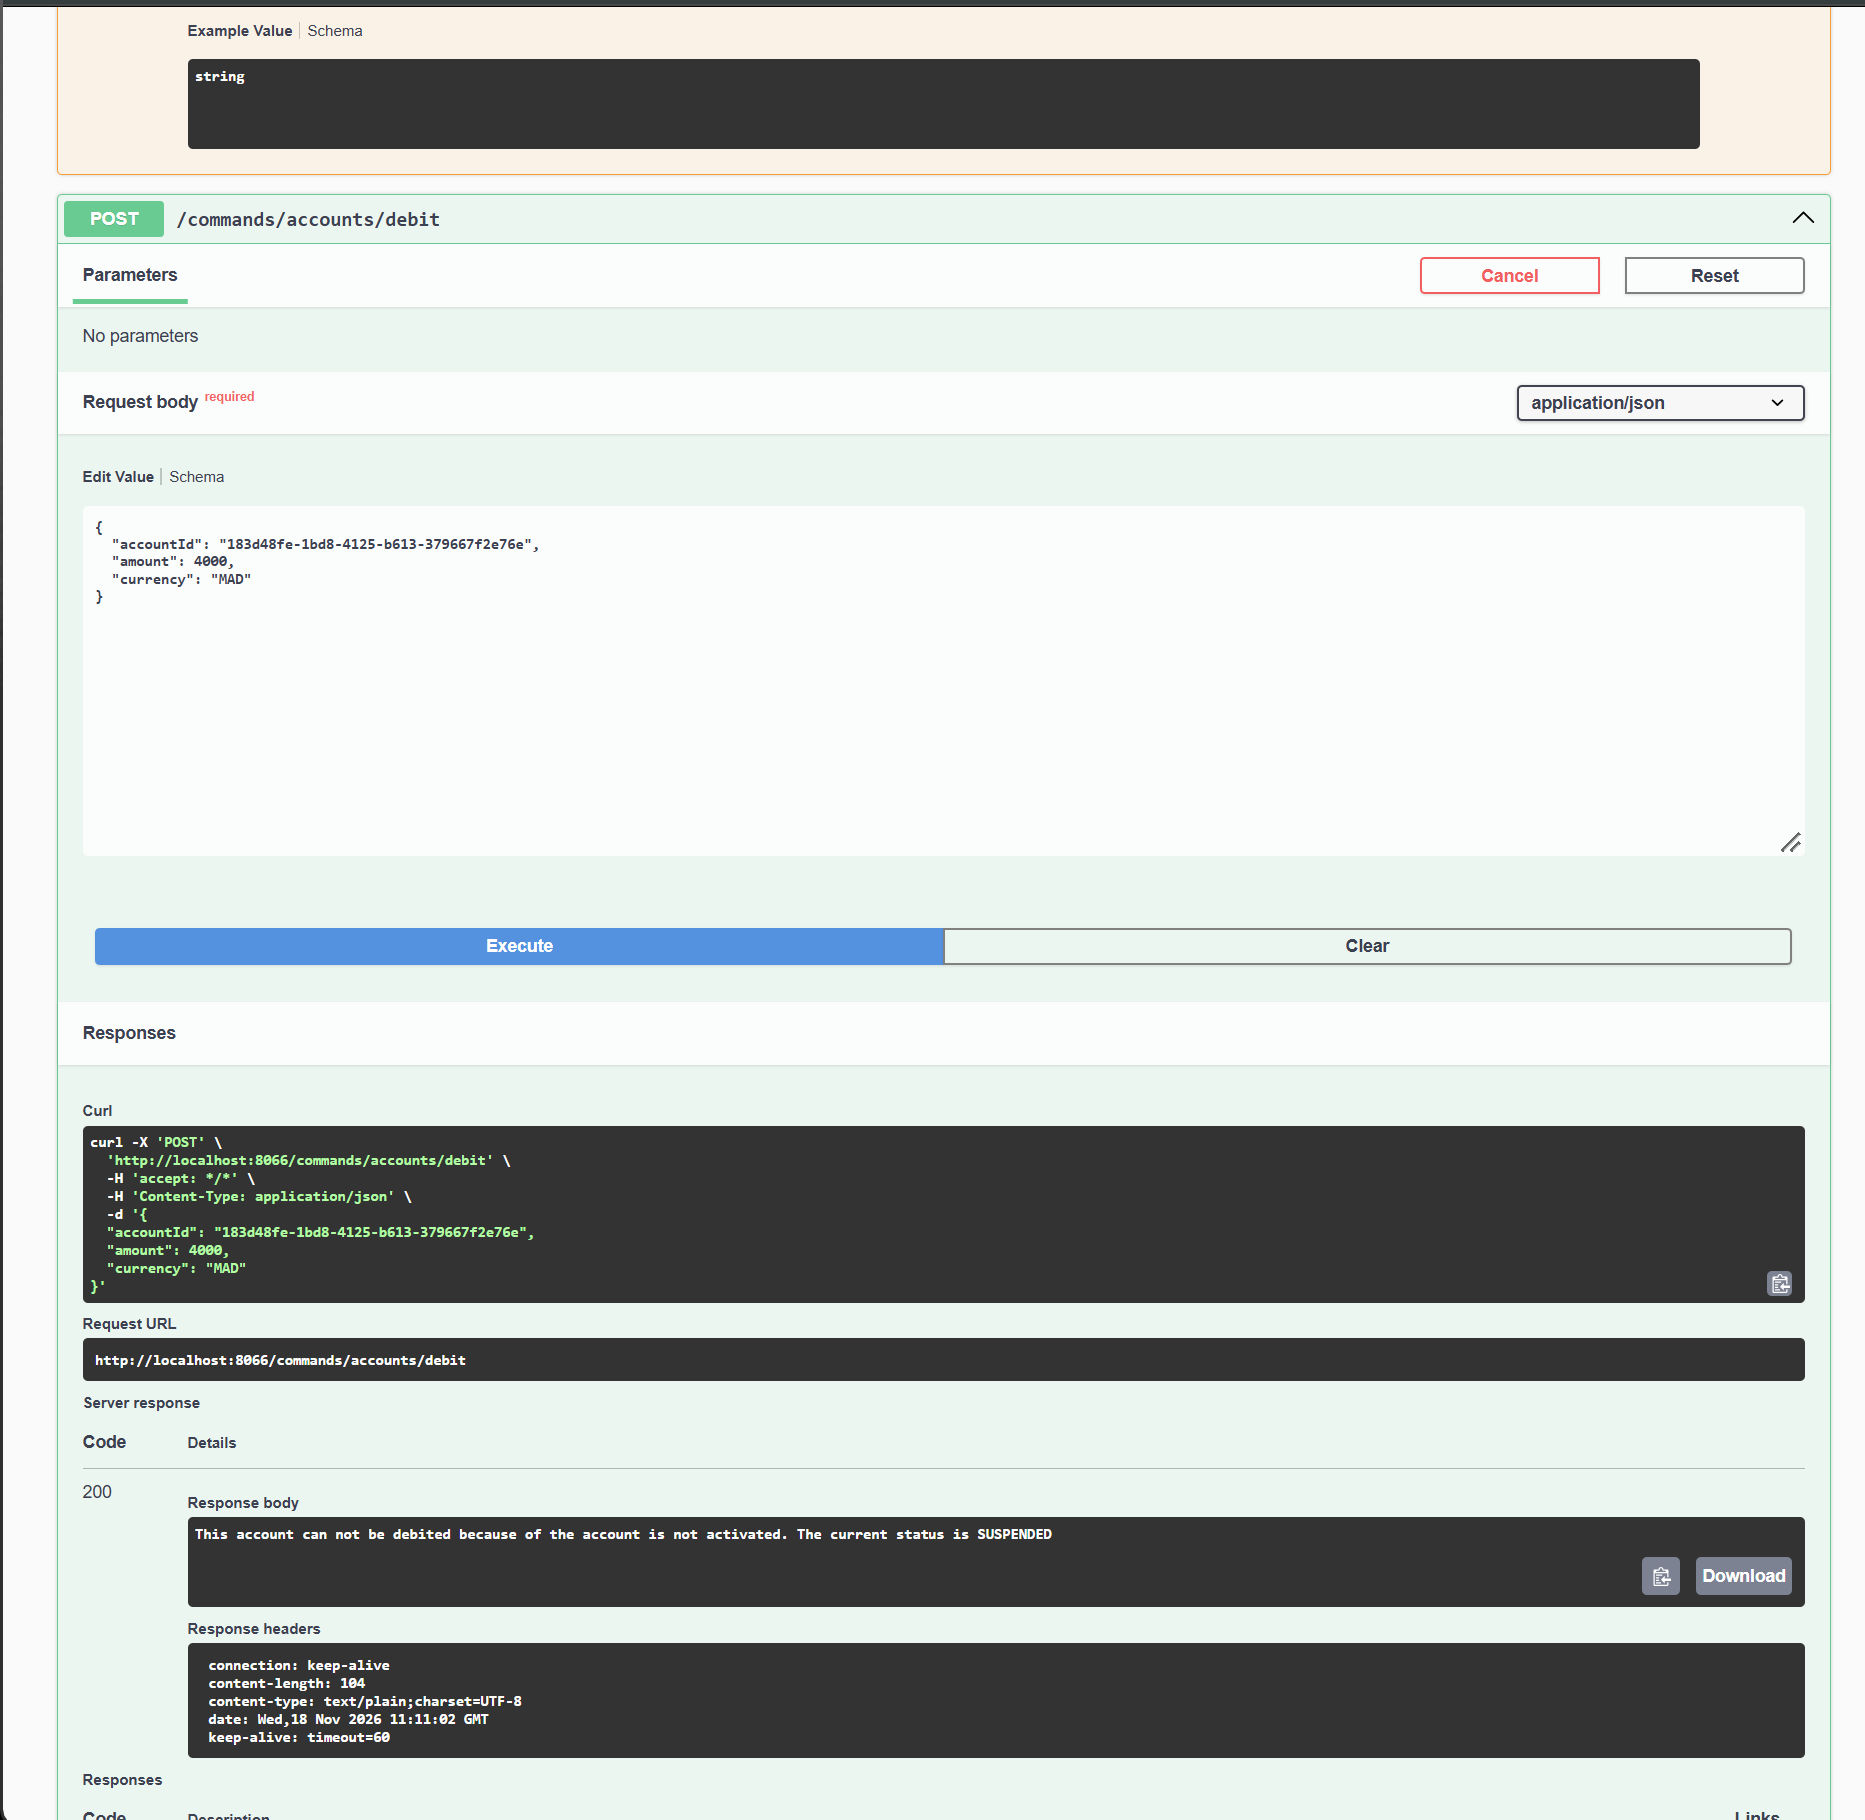 Example Value Schema
string
POST /commands/accounts/debit
Parameters
Cancel
Reset
No parameters
Request body required
application/json
Edit Value Schema
{
  "accountId": "183d48fe-1bd8-4125-b613-379667f2e76e",
  "amount": 4000,
  "currency": "MAD"
}
Execute
Clear
Responses
Curl
curl -X 'POST' \
  'http://localhost:8066/commands/accounts/debit' \
  -H 'accept: */*' \
  -H 'Content-Type: application/json' \
  -d '{
  "accountId": "183d48fe-1bd8-4125-b613-379667f2e76e",
  "amount": 4000,
  "currency": "MAD"
}'
Request URL
http://localhost:8066/commands/accounts/debit
Server response
Code Details
200
Response body
This account can not be debited because of the account is not activated. The current status is SUSPENDED
Download
Response headers
connection: keep-alive
content-length: 104
content-type: text/plain;charset=UTF-8
date: Wed,18 Nov 2026 11:11:02 GMT
keep-alive: timeout=60
Responses
Code Description Links